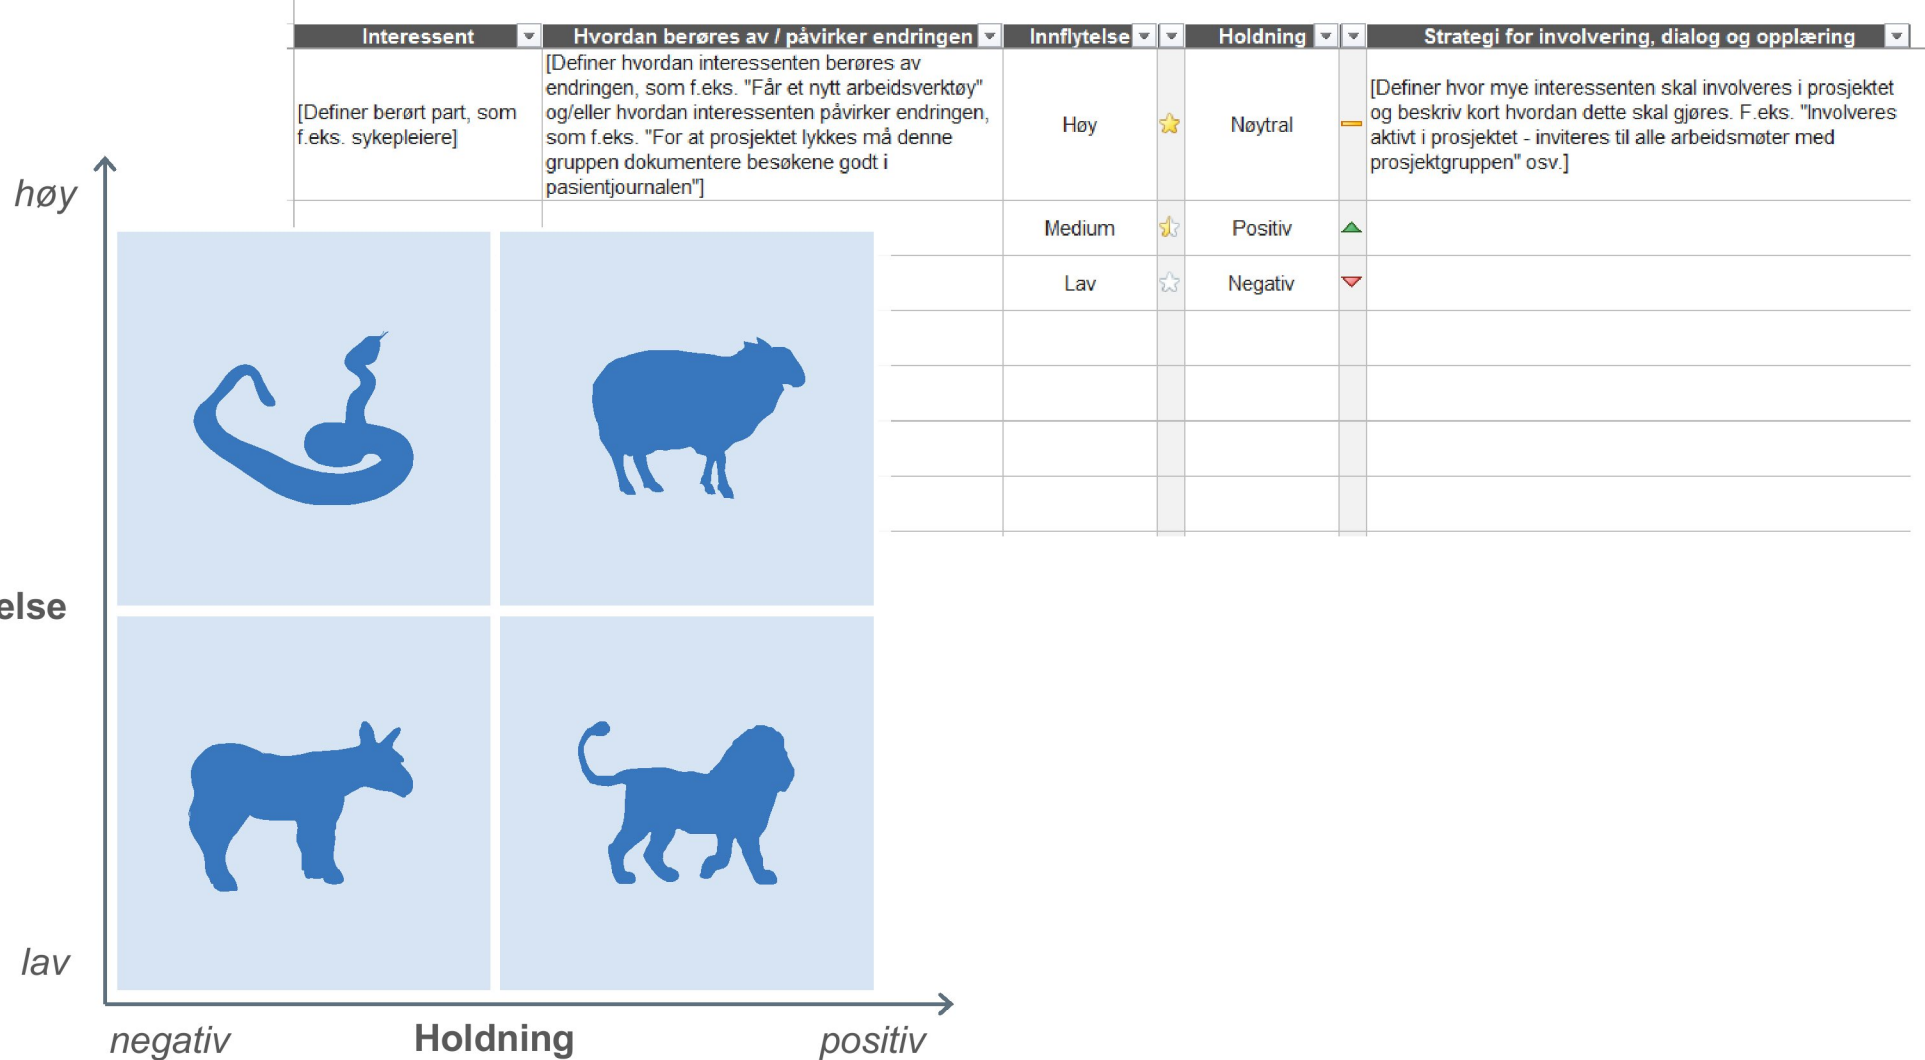 Interessent Hvordan berøres av / påvirker endringen Innflytelse Holdning Strategi for involvering, dialog og opplæring
[Definer berørt part, som
f.eks. sykepleiere]
[Definer hvordan interessenten berøres av
endringen, som f.eks. "Får et nytt arbeidsverktøy"
og/eller hvordan interessenten påvirker endringen,
som f.eks. "For at prosjektet lykkes må denne
gruppen dokumentere besøkene godt i
pasientjournalen"]
Høy
Nøytral
[Definer hvor mye interessenten skal involveres i prosjektet
og beskriv kort hvordan dette skal gjøres. F.eks. "Involveres
aktivt i prosjektet - inviteres til alle arbeidsmøter med
prosjektgruppen" osv.]
Medium Positiv
Lav Negativ
høy
else
lav
negativ Holdning positiv